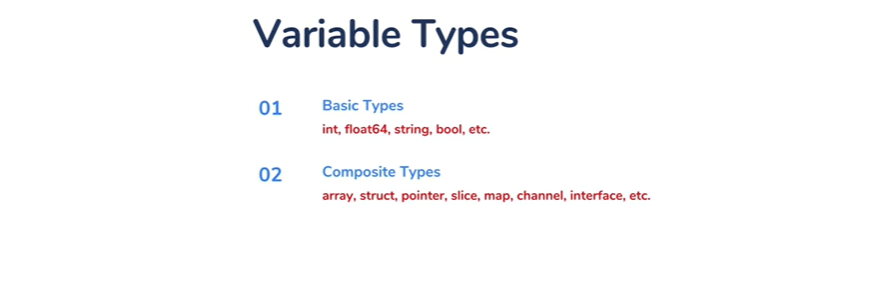 Variable Types
01
Basic Types
int, float64, string, bool, etc.
02
Composite Types
array, struct, pointer, slice, map, channel, interface, etc.